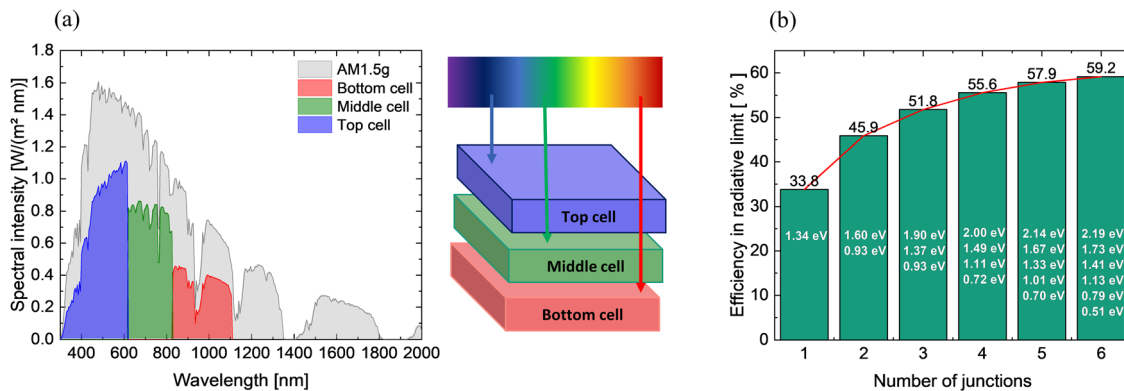 (a)
1.8
1.6
1.4
1.2
1.0
0.8
0.6
0.4
0.2
0.0
Spectral intensity [W/(m² nm)]
400 600 800 1000 1200 1400 1600 1800 2000
Wavelength [nm]
AM1.5g
Bottom cell
Middle cell
Top cell
Top cell
Middle cell
Bottom cell
(b)
60
50
40
30
20
10
0
Efficiency in radiative limit [ % ]
33.8
45.9
51.8
55.6
57.9
59.2
1.34 eV
1.60 eV
0.93 eV
1.90 eV
1.37 eV
0.93 eV
2.00 eV
1.49 eV
1.11 eV
0.72 eV
2.14 eV
1.67 eV
1.33 eV
1.01 eV
0.70 eV
2.19 eV
1.73 eV
1.41 eV
1.13 eV
0.79 eV
0.51 eV
1 2 3 4 5 6
Number of junctions